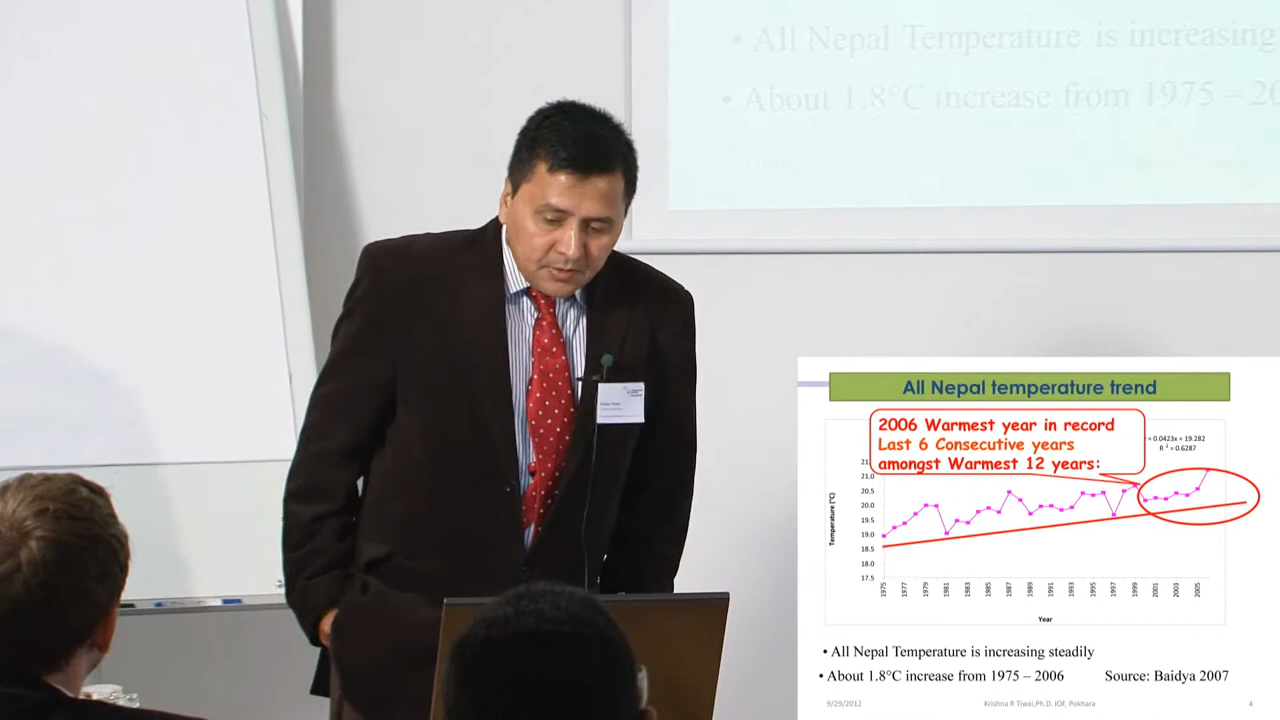 • All Nepal Temperature is increasing
• About 1.8°C increase from 1975 – 20
All Nepal temperature trend
2006 Warmest year in record
Last 6 Consecutive years
amongst Warmest 12 years:
= 0.0423x + 19.282
R² = 0.6287
21.0
20.5
20.0
19.5
19.0
18.5
18.0
17.5
Temperature (°C)
1975 1977 1979 1981 1983 1985 1987 1989 1991 1993 1995 1997 1999 2001 2003 2005
Year
• All Nepal Temperature is increasing steadily
• About 1.8°C increase from 1975 – 2006 Source: Baidya 2007
9/29/2012 Krishna R Tiwai,Ph.D. IOF, Pokhara 4